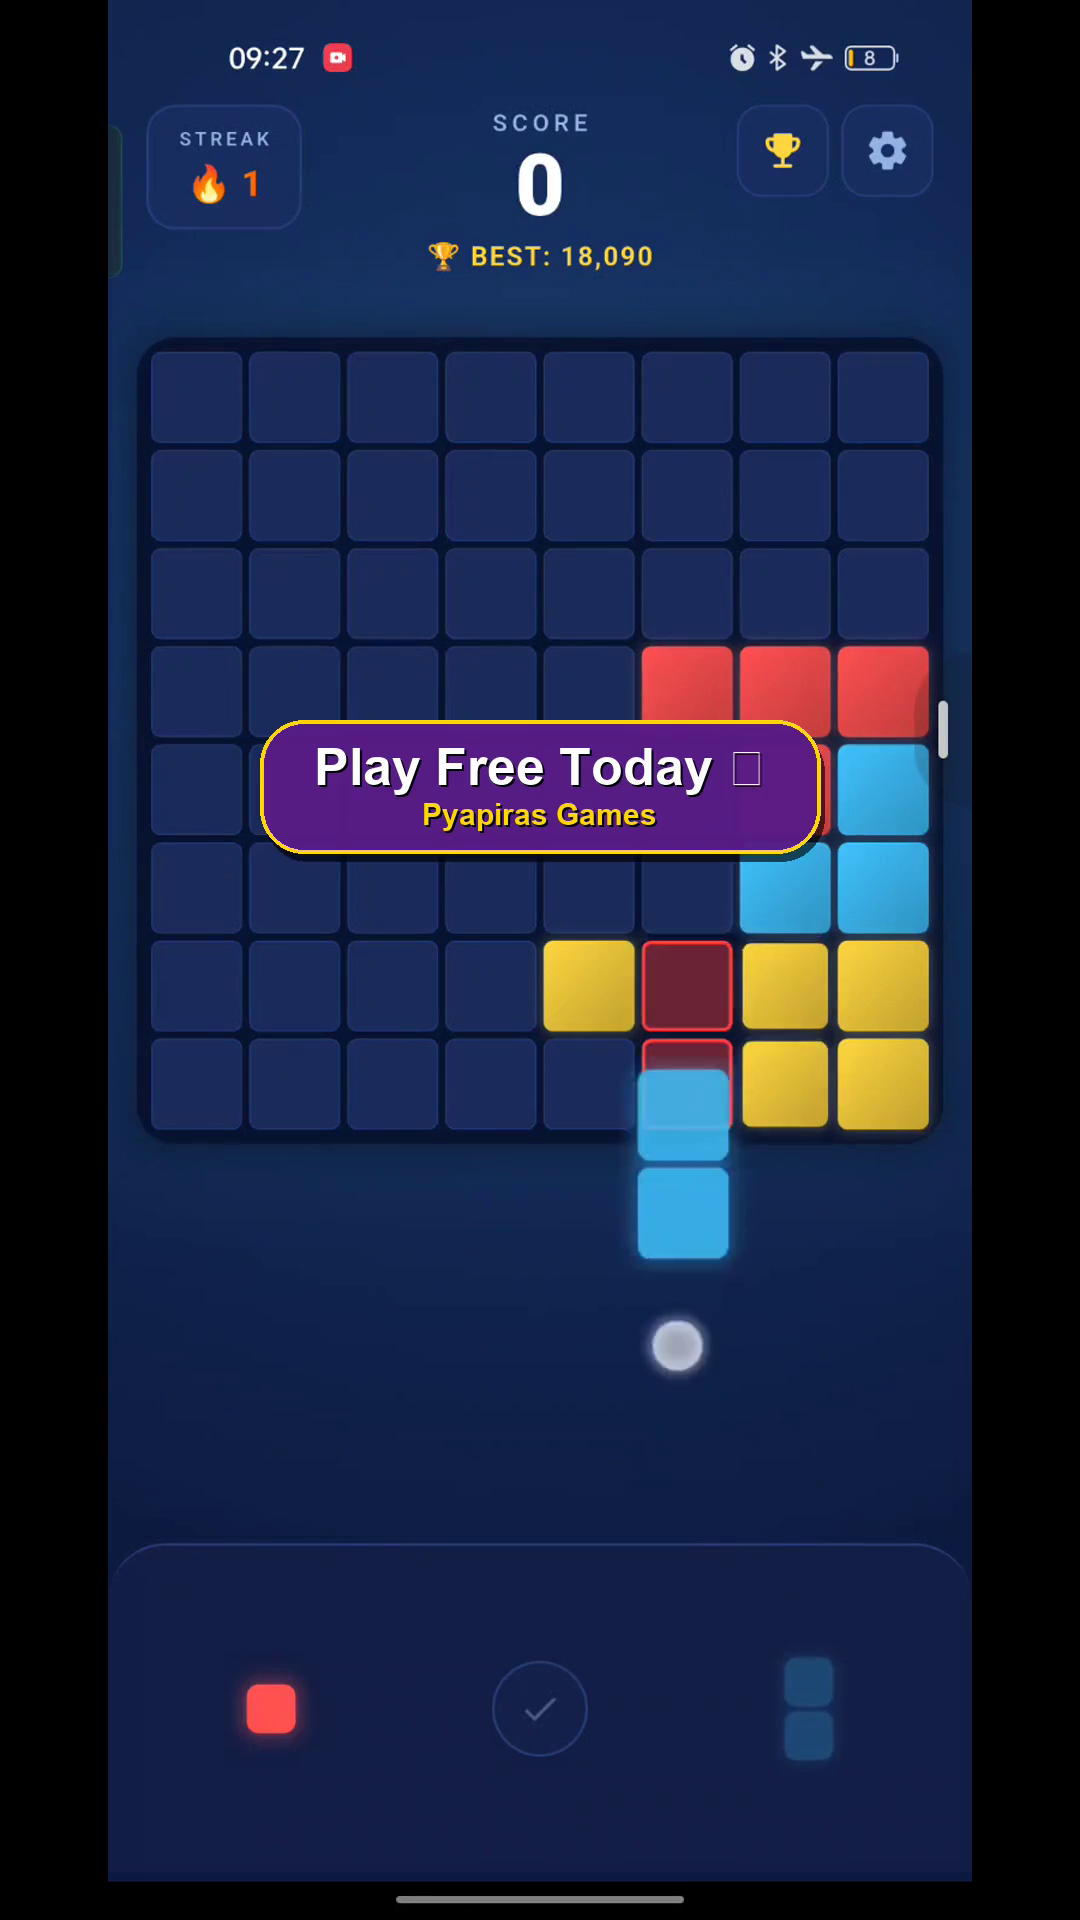 09:27
8
STREAK
1
SCORE
0
BEST: 18,090
Play Free Today
Pyapiras Games